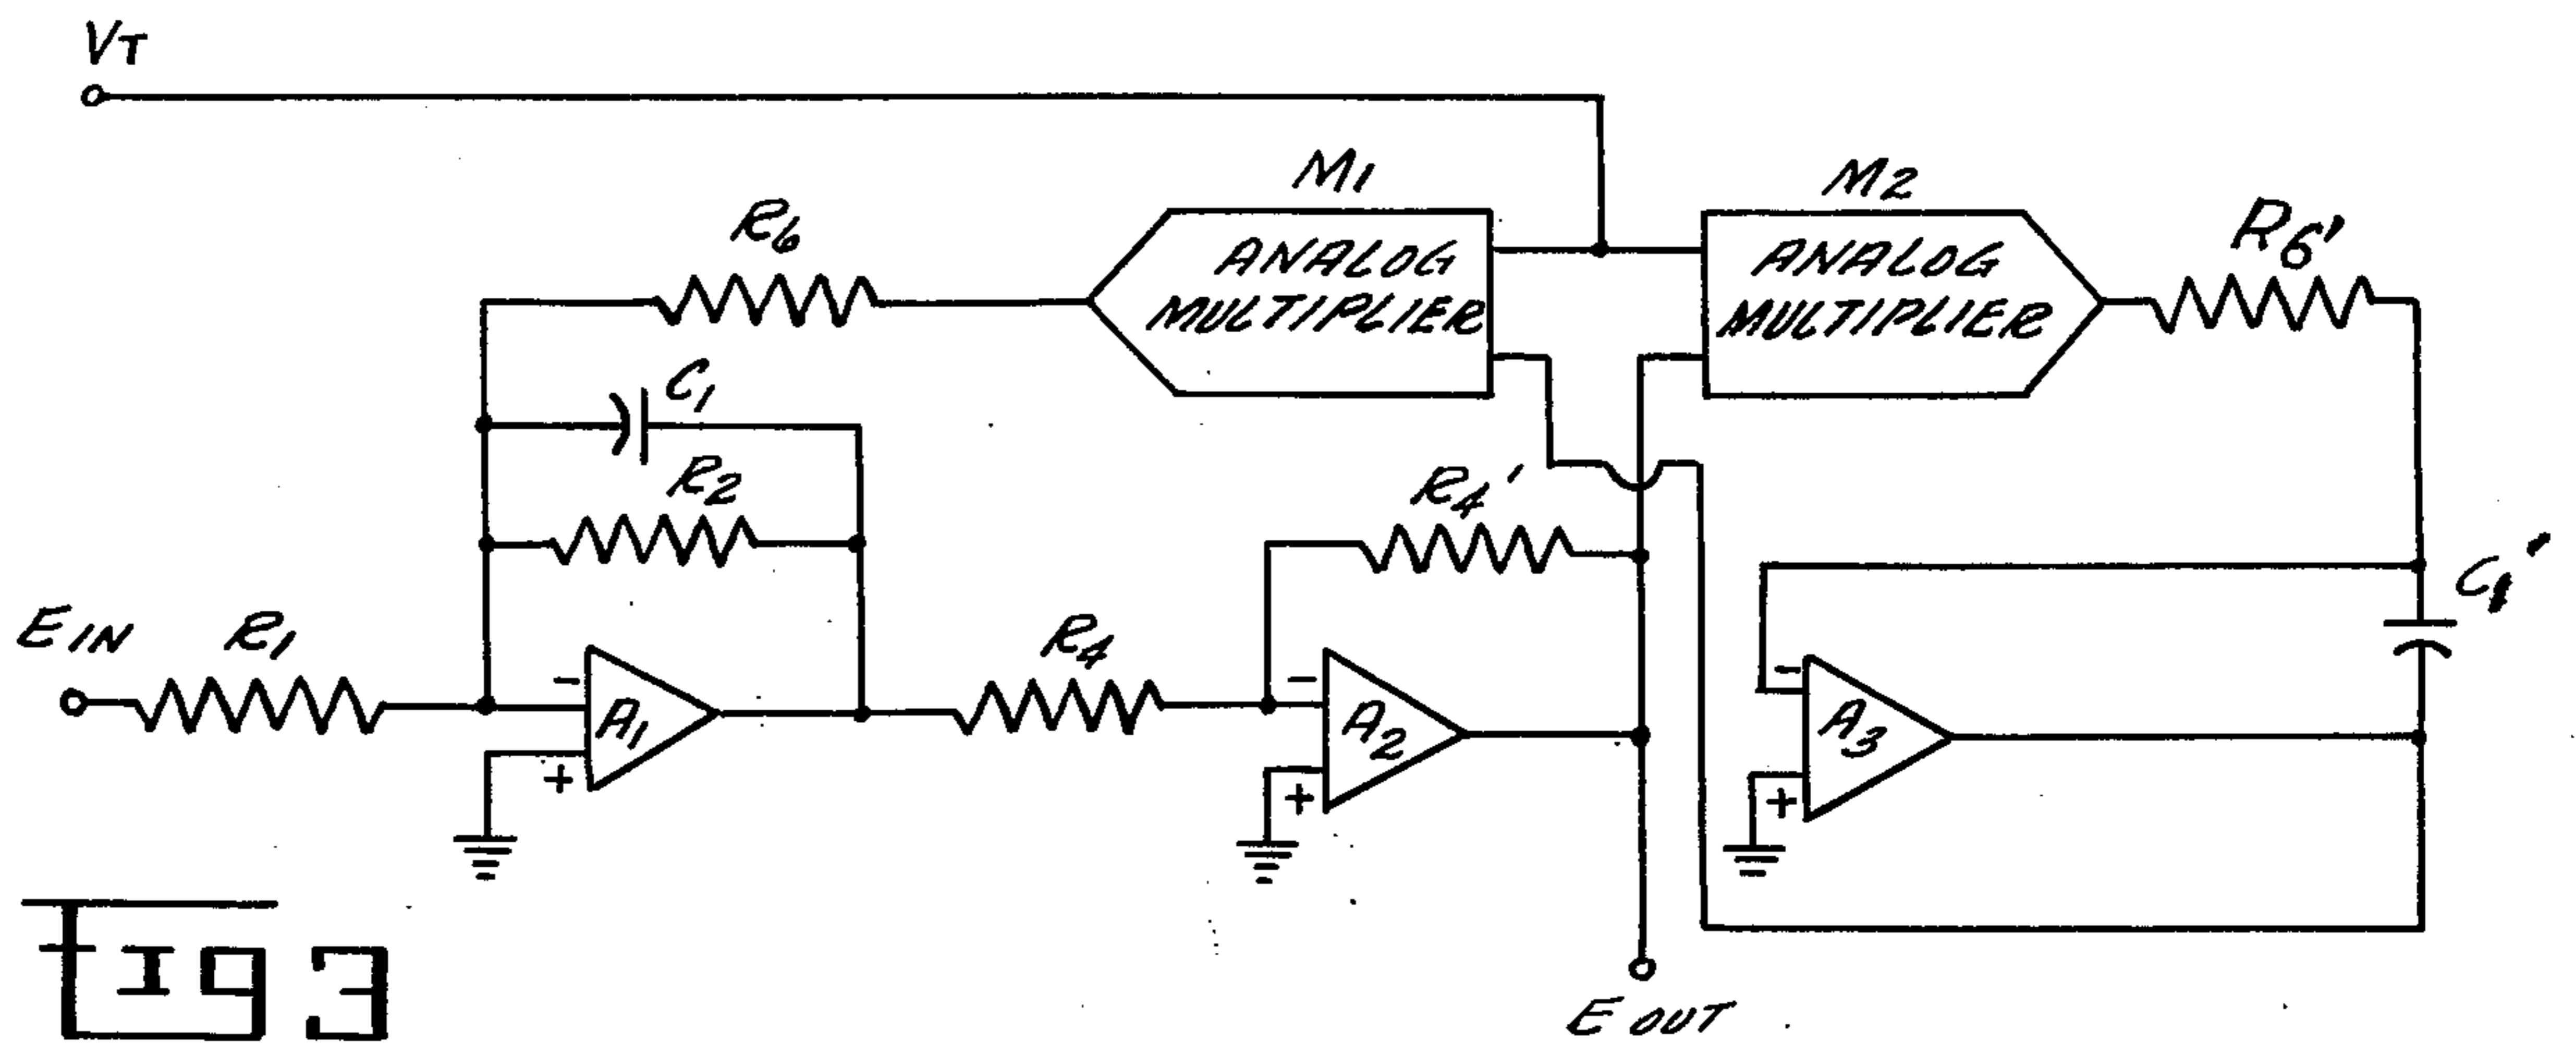 VT
M1
M2
R6
ANALOG
MULTIPLIER
ANALOG
MULTIPLIER
R6'
C1
R2
R4'
C1'
EIN
R1
-
A1
+
R4
-
A2
+
-
A3
+
E OUT
Fig 3